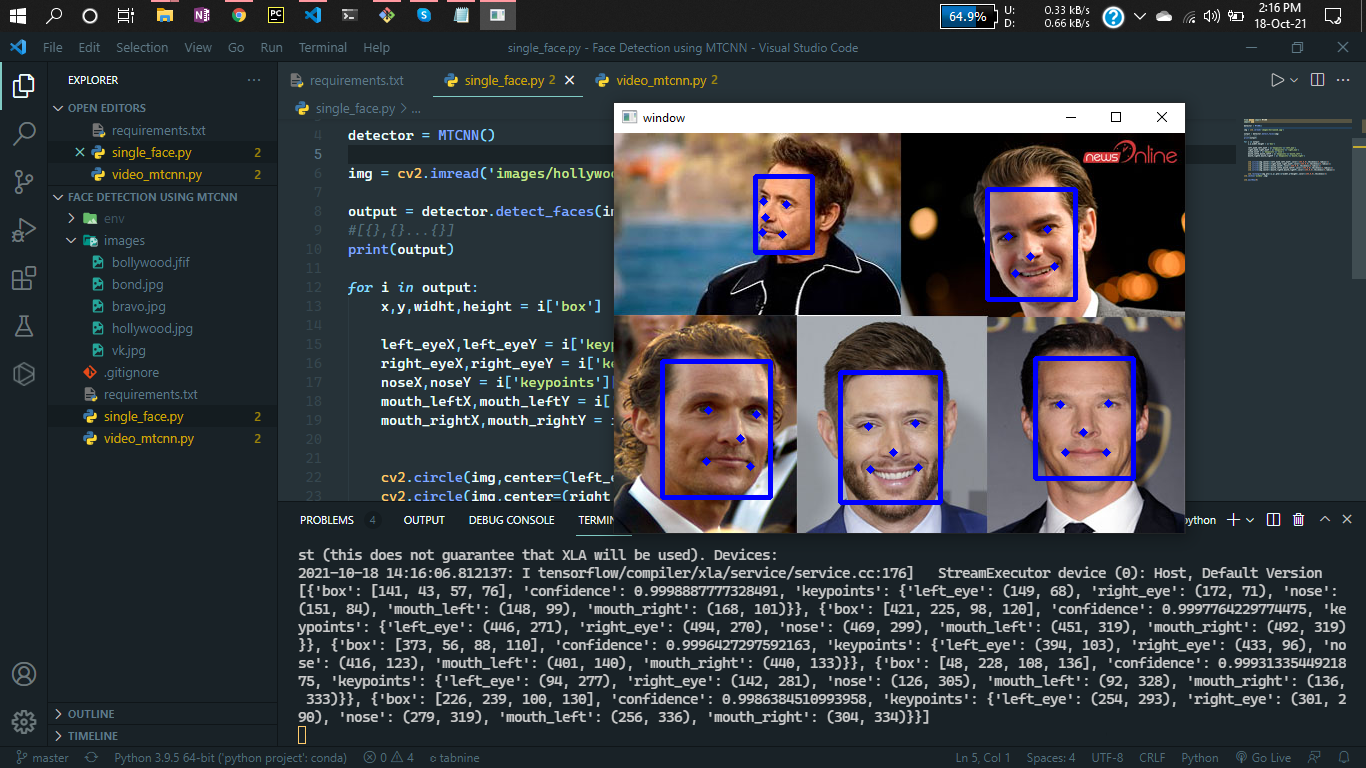 64.9%
U: 0.33 kB/s
D: 0.66 kB/s
2:16 PM
18-Oct-21
File Edit Selection View Go Run Terminal Help
single_face.py - Face Detection using MTCNN - Visual Studio Code
EXPLORER
OPEN EDITORS
requirements.txt
single_face.py 2
video_mtcnn.py 2
FACE DETECTION USING MTCNN
env
images
bollywood.jfif
bond.jpg
bravo.jpg
hollywood.jpg
vk.jpg
.gitignore
requirements.txt
single_face.py 2
video_mtcnn.py 2
OUTLINE
TIMELINE
requirements.txt single_face.py 2 video_mtcnn.py 2
single_face.py > ...
4 detector = MTCNN()
5
6 img = cv2.imread('images/hollywoo
7
8 output = detector.detect_faces(i
9 #[{},{}...{}]
10 print(output)
11
12 for i in output:
13 x,y,widht,height = i['box']
14
15 left_eyeX,left_eyeY = i['keyp
16 right_eyeX,right_eyeY = i['ke
17 noseX,noseY = i['keypoints'][
18 mouth_leftX,mouth_leftY = i['
19 mouth_rightX,mouth_rightY = i
20
21
22 cv2.circle(img,center=(left_e
23 cv2.circle(img,center=(right
window
news Online
PROBLEMS 4 OUTPUT DEBUG CONSOLE TERMIN
python
st (this does not guarantee that XLA will be used). Devices:
2021-10-18 14:16:06.812137: I tensorflow/compiler/xla/service/service.cc:176] StreamExecutor device (0): Host, Default Version
[{'box': [141, 43, 57, 76], 'confidence': 0.9998887777328491, 'keypoints': {'left_eye': (149, 68), 'right_eye': (172, 71), 'nose':
(151, 84), 'mouth_left': (148, 99), 'mouth_right': (168, 101)}}, {'box': [421, 225, 98, 120], 'confidence': 0.9997764229774475, 'ke
ypoints': {'left_eye': (446, 271), 'right_eye': (494, 270), 'nose': (469, 299), 'mouth_left': (451, 319), 'mouth_right': (492, 319)
}}, {'box': [373, 56, 88, 110], 'confidence': 0.9996427297592163, 'keypoints': {'left_eye': (394, 103), 'right_eye': (433, 96), 'no
se': (416, 123), 'mouth_left': (401, 140), 'mouth_right': (440, 133)}}, {'box': [48, 228, 108, 136], 'confidence': 0.99931335449218
75, 'keypoints': {'left_eye': (94, 277), 'right_eye': (142, 281), 'nose': (126, 305), 'mouth_left': (92, 328), 'mouth_right': (136,
333)}}, {'box': [226, 239, 100, 130], 'confidence': 0.9986384510993958, 'keypoints': {'left_eye': (254, 293), 'right_eye': (301, 2
90), 'nose': (279, 319), 'mouth_left': (256, 336), 'mouth_right': (304, 334)}}]
master Python 3.9.5 64-bit ('python project': conda) 0 4 tabnine
Ln 5, Col 1 Spaces: 4 UTF-8 CRLF Python Go Live